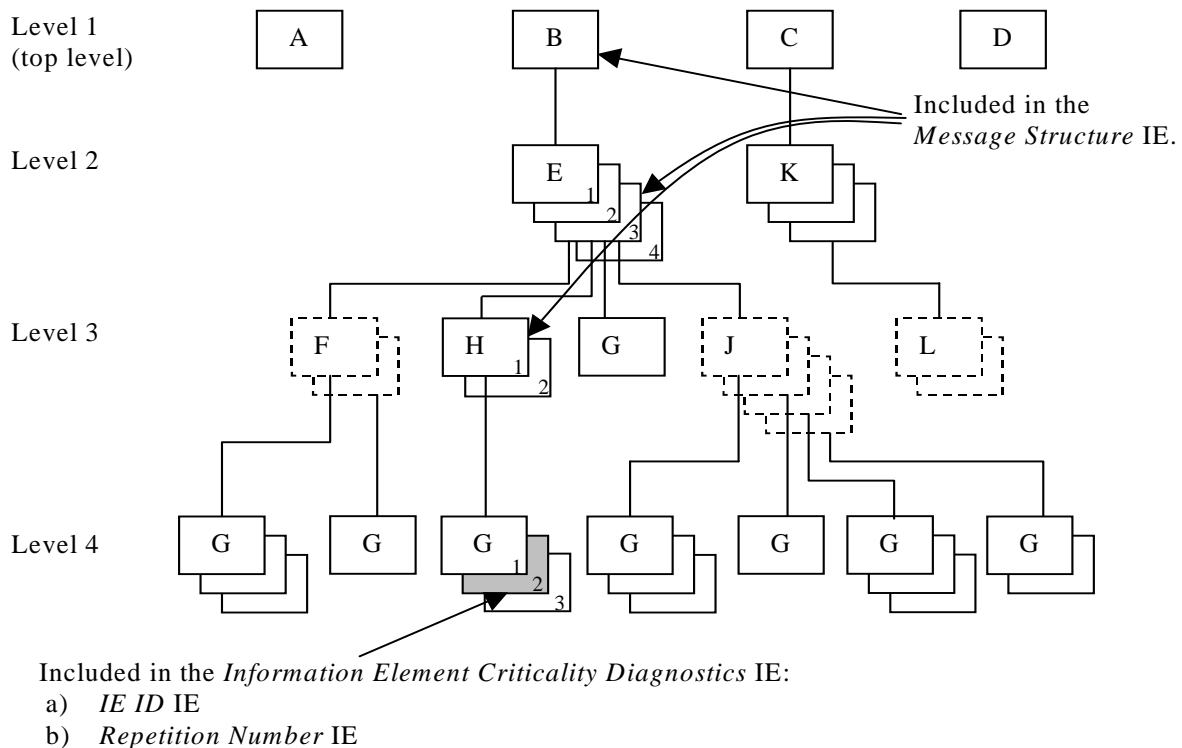 Level 1
(top level)
A
B
C
D
Included in the
Message Structure IE.
Level 2
E
1
2
3
4
K
Level 3
F
H
1
2
G
J
L
Level 4
G
G
G
1
2
3
G
G
G
G
Included in the Information Element Criticality Diagnostics IE:
a) IE ID IE
b) Repetition Number IE